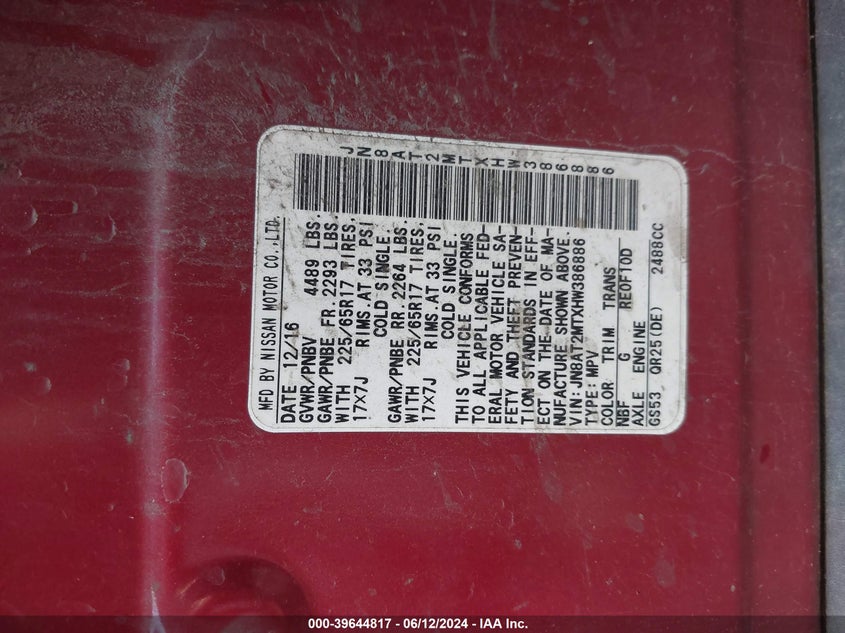 JN8AT2MTXHW386886
MFD BY NISSAN MOTOR CO.,LTD.
DATE 12/16
GVWR/PNBV 4489 LBS.
GAWR/PNBE FR. 2293 LBS.
WITH 225/65R17 TIRES,
17X7J RIMS,AT 33 PSI
COLD SINGLE
GAWR/PNBE RR. 2264 LBS.
WITH 225/65R17 TIRES,
17X7J RIMS,AT 33 PSI
COLD SINGLE.
THIS VEHICLE CONFORMS
TO ALL APPLICABLE FED-
ERAL MOTOR VEHICLE SA-
FETY AND THEFT PREVEN-
TION STANDARDS IN EFF-
ECT ON THE DATE OF MA-
NUFACTURE SHOWN ABOVE.
VIN: JN8AT2MTXHW386886
TYPE: MPV
COLOR TRIM TRANS
NBF G RE0F10D
AXLE ENGINE
GS53 QR25(DE) 2488CC
000-39644817 - 06/12/2024 - IAA Inc.